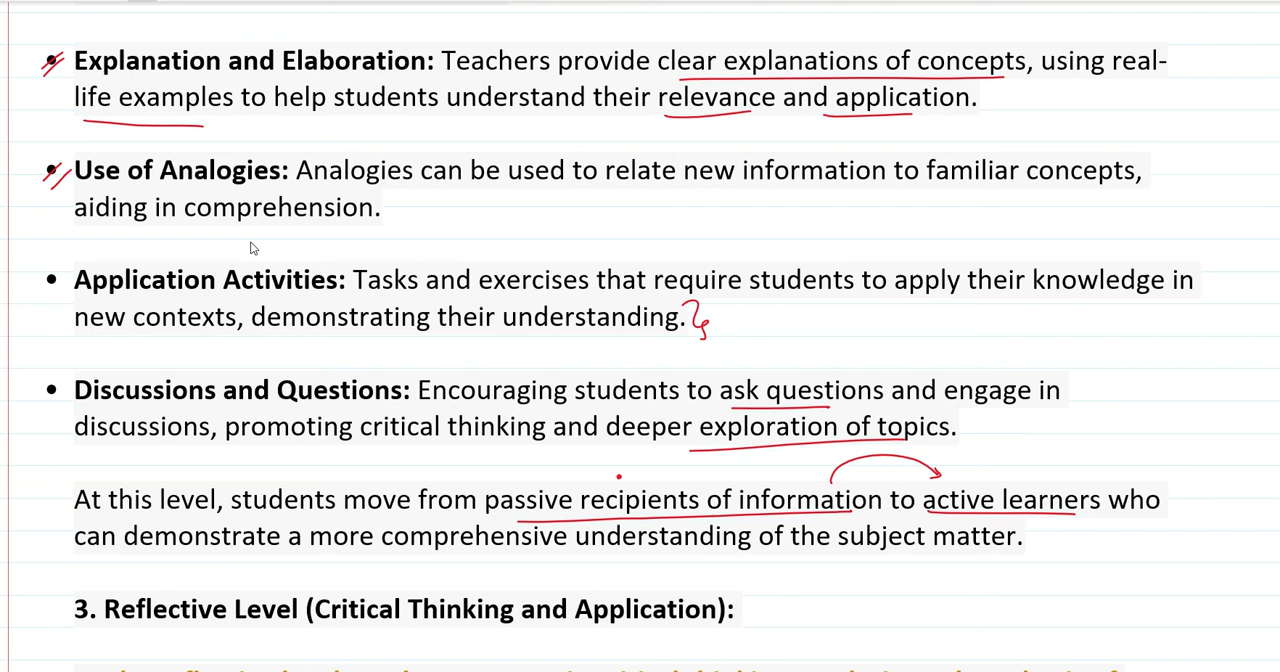 • Explanation and Elaboration: Teachers provide clear explanations of concepts, using real-
life examples to help students understand their relevance and application.
• Use of Analogies: Analogies can be used to relate new information to familiar concepts,
aiding in comprehension.
• Application Activities: Tasks and exercises that require students to apply their knowledge in
new contexts, demonstrating their understanding.
• Discussions and Questions: Encouraging students to ask questions and engage in
discussions, promoting critical thinking and deeper exploration of topics.
At this level, students move from passive recipients of information to active learners who
can demonstrate a more comprehensive understanding of the subject matter.
3. Reflective Level (Critical Thinking and Application):